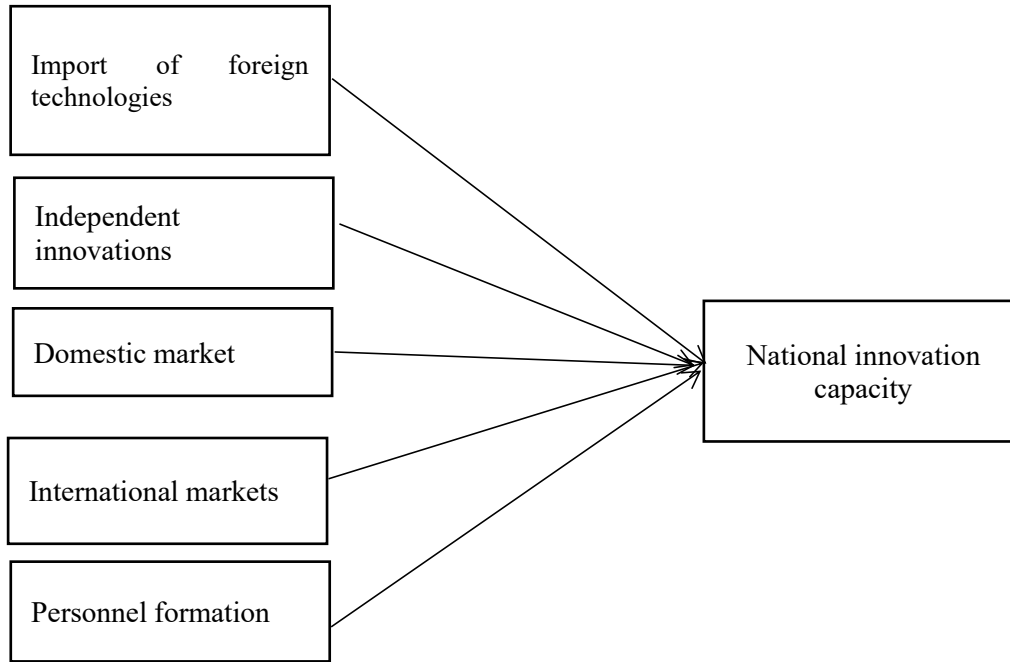 Import of foreign
technologies
Independent
innovations
Domestic market
National innovation
capacity
International markets
Personnel formation